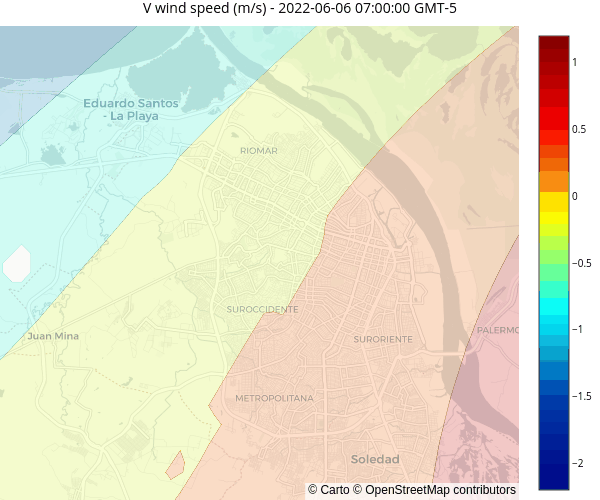 V wind speed (m/s) - 2022-06-06 07:00:00 GMT-5
Eduardo Santos
- La Playa
RIOMAR
SUROCCIDENTE
Juan Mina
SURORIENTE
PALERMO
METROPOLITANA
Soledad
© Carto © OpenStreetMap contributors
1
0.5
0
−0.5
−1
−1.5
−2